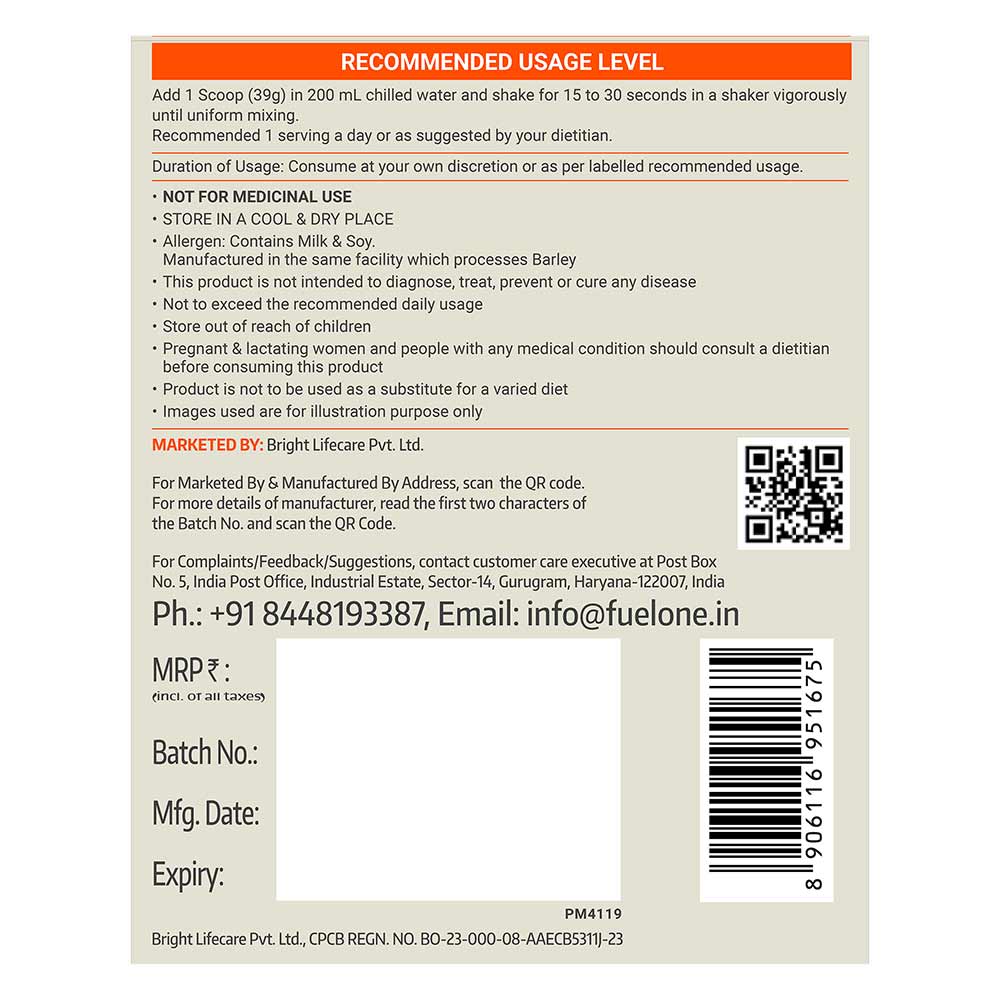 RECOMMENDED USAGE LEVEL
Add 1 Scoop (39g) in 200 mL chilled water and shake for 15 to 30 seconds in a shaker vigorously
until uniform mixing.
Recommended 1 serving a day or as suggested by your dietitian.
Duration of Usage: Consume at your own discretion or as per labelled recommended usage.
• NOT FOR MEDICINAL USE
• STORE IN A COOL & DRY PLACE
• Allergen: Contains Milk & Soy.
Manufactured in the same facility which processes Barley
• This product is not intended to diagnose, treat, prevent or cure any disease
• Not to exceed the recommended daily usage
• Store out of reach of children
• Pregnant & lactating women and people with any medical condition should consult a dietitian
before consuming this product
• Product is not to be used as a substitute for a varied diet
• Images used are for illustration purpose only
MARKETED BY: Bright Lifecare Pvt. Ltd.
For Marketed By & Manufactured By Address, scan the QR code.
For more details of manufacturer, read the first two characters of
the Batch No. and scan the QR Code.
For Complaints/Feedback/Suggestions, contact customer care executive at Post Box
No. 5, India Post Office, Industrial Estate, Sector-14, Gurugram, Haryana-122007, India
Ph.: +91 8448193387, Email: info@fuelone.in
MRP ₹ :
(incl. of all taxes)
Batch No.:
Mfg. Date:
Expiry:
8 906116 951675
PM4119
Bright Lifecare Pvt. Ltd., CPCB REGN. NO. BO-23-000-08-AAECB5311J-23